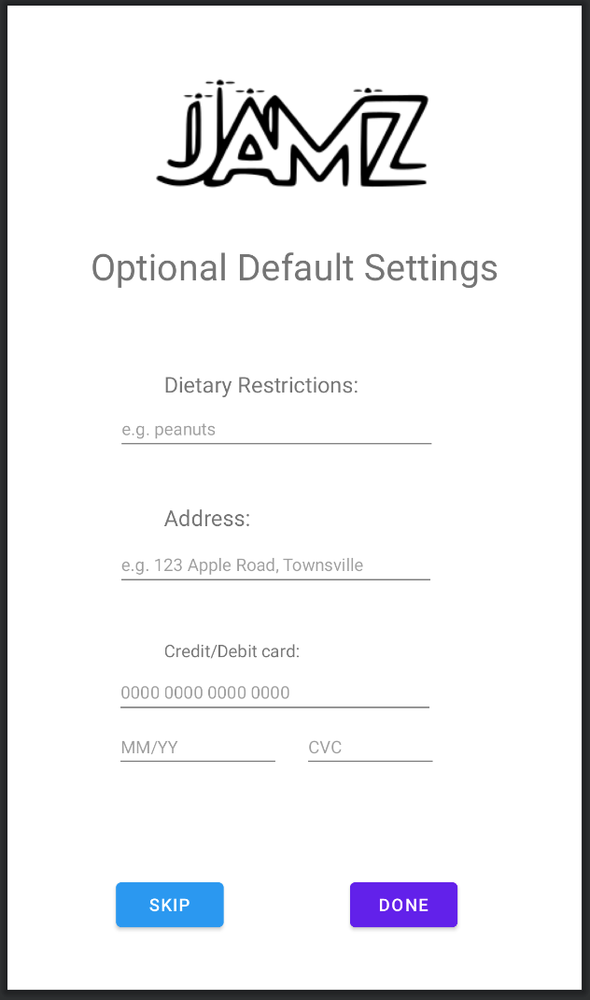 JAMZ
Optional Default Settings
Dietary Restrictions:
e.g. peanuts
Address:
e.g. 123 Apple Road, Townsville
Credit/Debit card:
0000 0000 0000 0000
MM/YY CVC
SKIP DONE